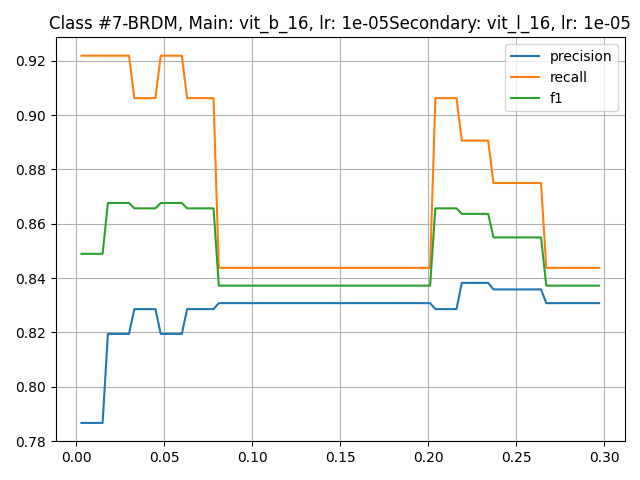 Class #7-BRDM, Main: vit_b_16, lr: 1e-05Secondary: vit_l_16, lr: 1e-05
precision
recall
f1
0.92
0.90
0.88
0.86
0.84
0.82
0.80
0.78
0.00 0.05 0.10 0.15 0.20 0.25 0.30